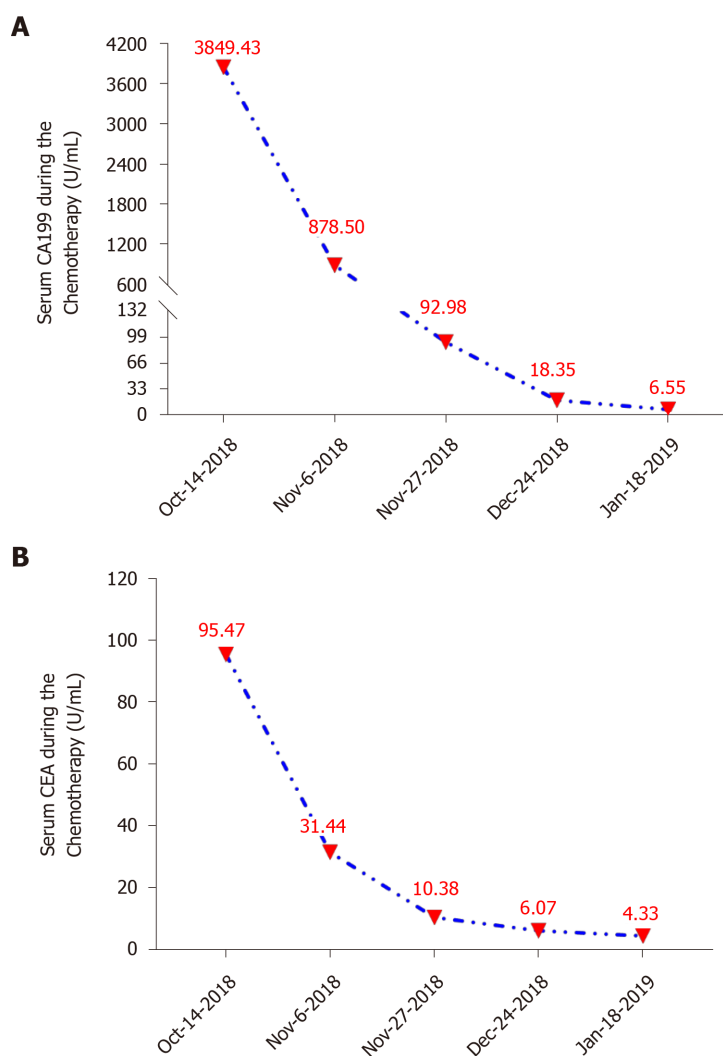 A
Serum CA199 during the
Chemotherapy (U/mL)
4200
3600
3000
2400
1800
1200
600
132
99
66
33
0
3849.43
878.50
92.98
18.35
6.55
Oct-14-2018
Nov-6-2018
Nov-27-2018
Dec-24-2018
Jan-18-2019
B
Serum CEA during the
Chemotherapy (U/mL)
120
100
80
60
40
20
0
95.47
31.44
10.38
6.07
4.33
Oct-14-2018
Nov-6-2018
Nov-27-2018
Dec-24-2018
Jan-18-2019